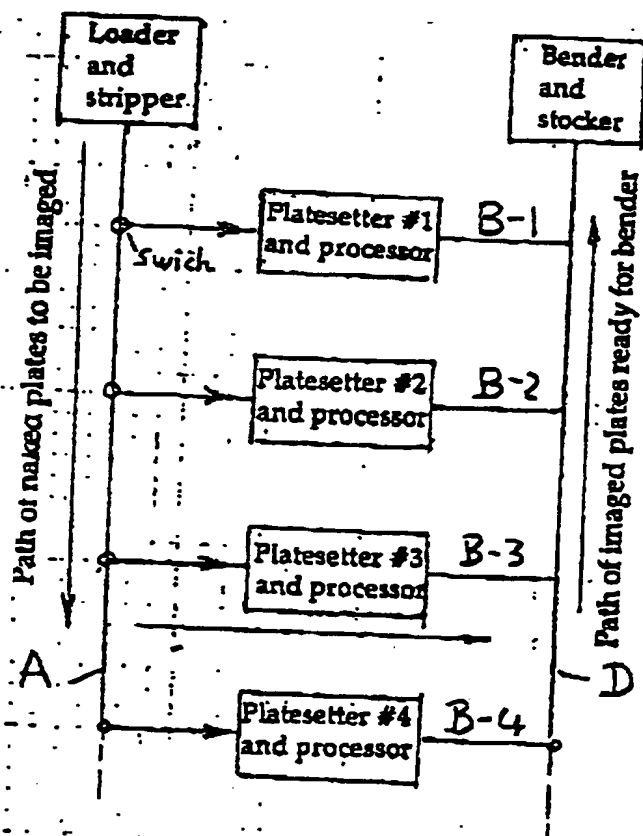 Loader
and
stripper
Bender
and
stocker
Path of naked plates to be imaged
Path of imaged plates ready for bender
Platesetter #1
and processor
B-1
Swich
Platesetter #2
and processor
B-2
Platesetter #3
and processor
B-3
A
D
Platesetter #4
and processor
B-4